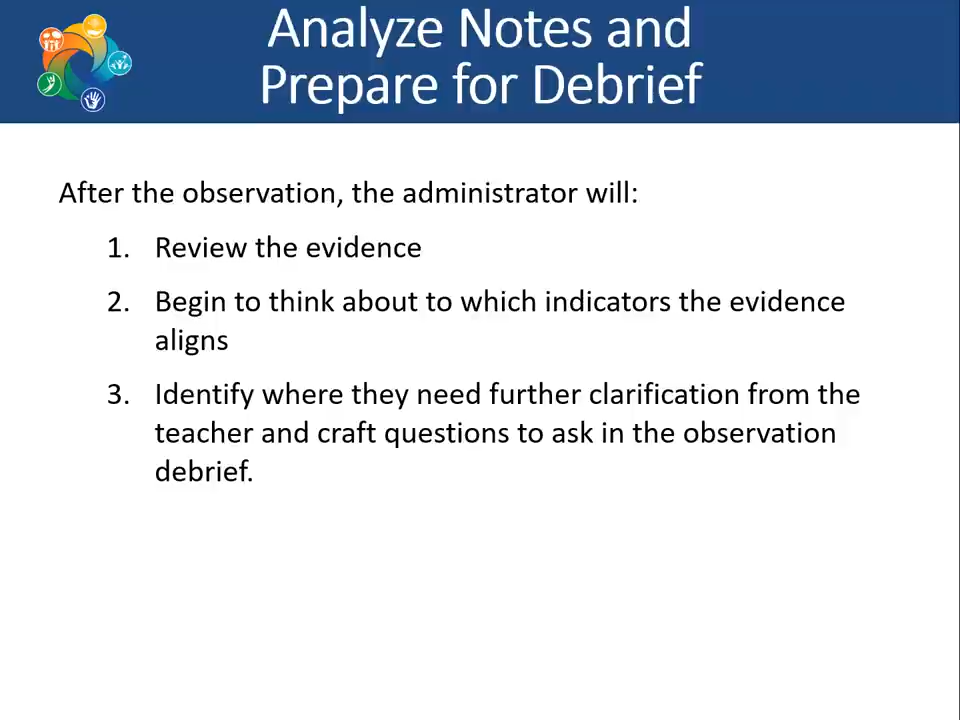 Analyze Notes and
Prepare for Debrief
After the observation, the administrator will:
1. Review the evidence
2. Begin to think about to which indicators the evidence
aligns
3. Identify where they need further clarification from the
teacher and craft questions to ask in the observation
debrief.